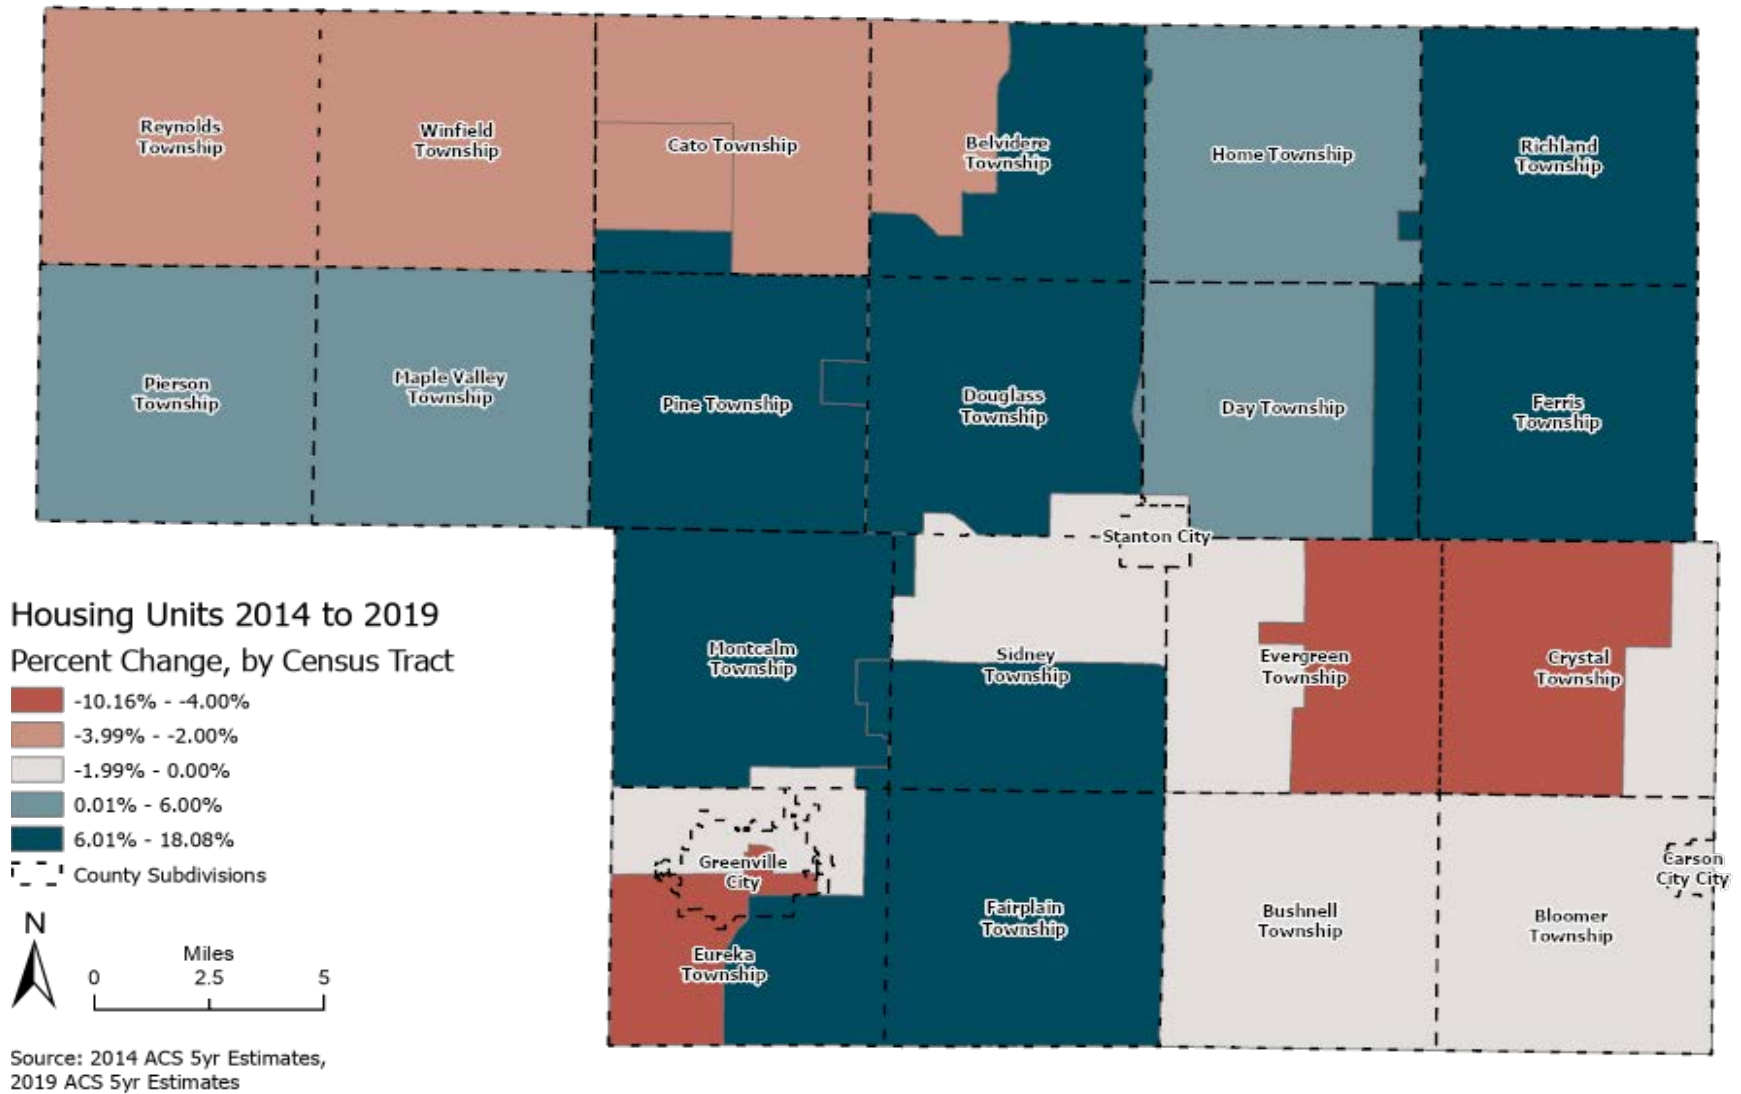 Reynolds
Township
Winfield
Township
Cato Township
Belvidere
Township
Home Township
Richland
Township
Pierson
Township
Maple Valley
Township
Pine Township
Douglass
Township
Day Township
Ferris
Township
Stanton City
Montcalm
Township
Sidney
Township
Evergreen
Township
Crystal
Township
Greenville
City
Carson
City City
Eureka
Township
Fairplain
Township
Bushnell
Township
Bloomer
Township
Housing Units 2014 to 2019
Percent Change, by Census Tract
-10.16% - -4.00%
-3.99% - -2.00%
-1.99% - 0.00%
0.01% - 6.00%
6.01% - 18.08%
County Subdivisions
N
Miles
0 2.5 5
Source: 2014 ACS 5yr Estimates,
2019 ACS 5yr Estimates